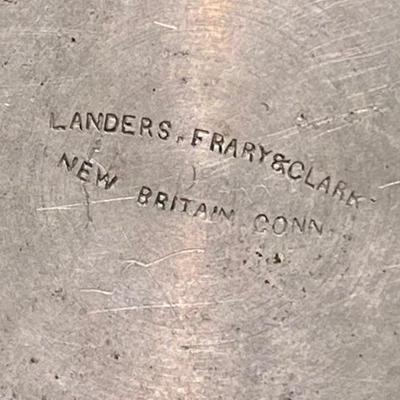 LANDERS, FRARY&CLARK
NEW BRITAIN CONN